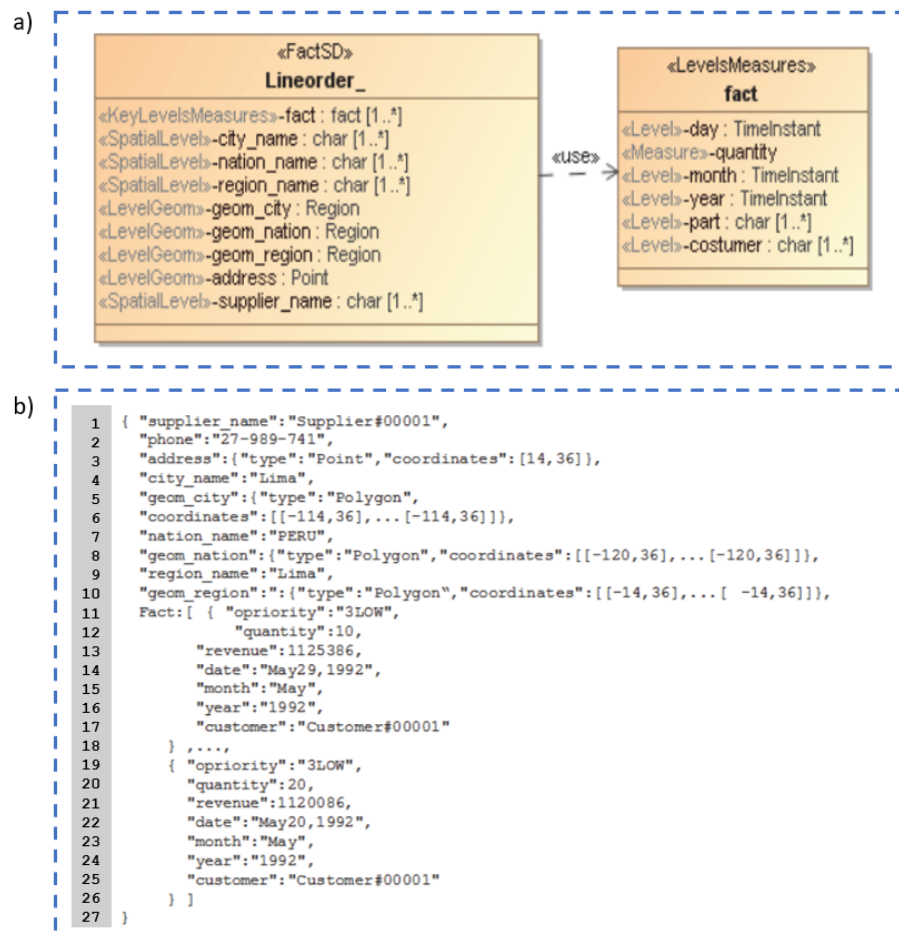 a)
«FactSD»
Lineorder_
«KeyLevelsMeasures»-fact : fact [1..*]
«SpatialLevel»-city_name : char [1..*]
«SpatialLevel»-nation_name : char [1..*]
«SpatialLevel»-region_name : char [1..*]
«LevelGeom»-geom_city : Region
«LevelGeom»-geom_nation : Region
«LevelGeom»-geom_region : Region
«LevelGeom»-address : Point
«SpatialLevel»-supplier_name : char [1..*]
«use»
«LevelsMeasures»
fact
«Level»-day : TimeInstant
«Measure»-quantity
«Level»-month : TimeInstant
«Level»-year : TimeInstant
«Level»-part : char [1..*]
«Level»-costumer : char [1..*]
b)
1 { "supplier_name":"Supplier#00001",
2 "phone":"27-989-741",
3 "address":{"type":"Point","coordinates":[14,36]},
4 "city_name":"Lima",
5 "geom_city":{"type":"Polygon",
6 "coordinates":[[-114,36],...[-114,36]]},
7 "nation_name":"PERU",
8 "geom_nation":{"type":"Polygon","coordinates":[[-120,36],...[-120,36]]},
9 "region_name":"Lima",
10 "geom_region":":{"type":"Polygon“,"coordinates":[[-14,36],...[ -14,36]]},
11 Fact:[ { "opriority":"3LOW",
12 "quantity":10,
13 "revenue":1125386,
14 "date":"May29,1992",
15 "month":"May",
16 "year":"1992",
17 "customer":"Customer#00001"
18 } ,...,
19 { "opriority":"3LOW",
20 "quantity":20,
21 "revenue":1120086,
22 "date":"May20,1992",
23 "month":"May",
24 "year":"1992",
25 "customer":"Customer#00001"
26 } ]
27 }